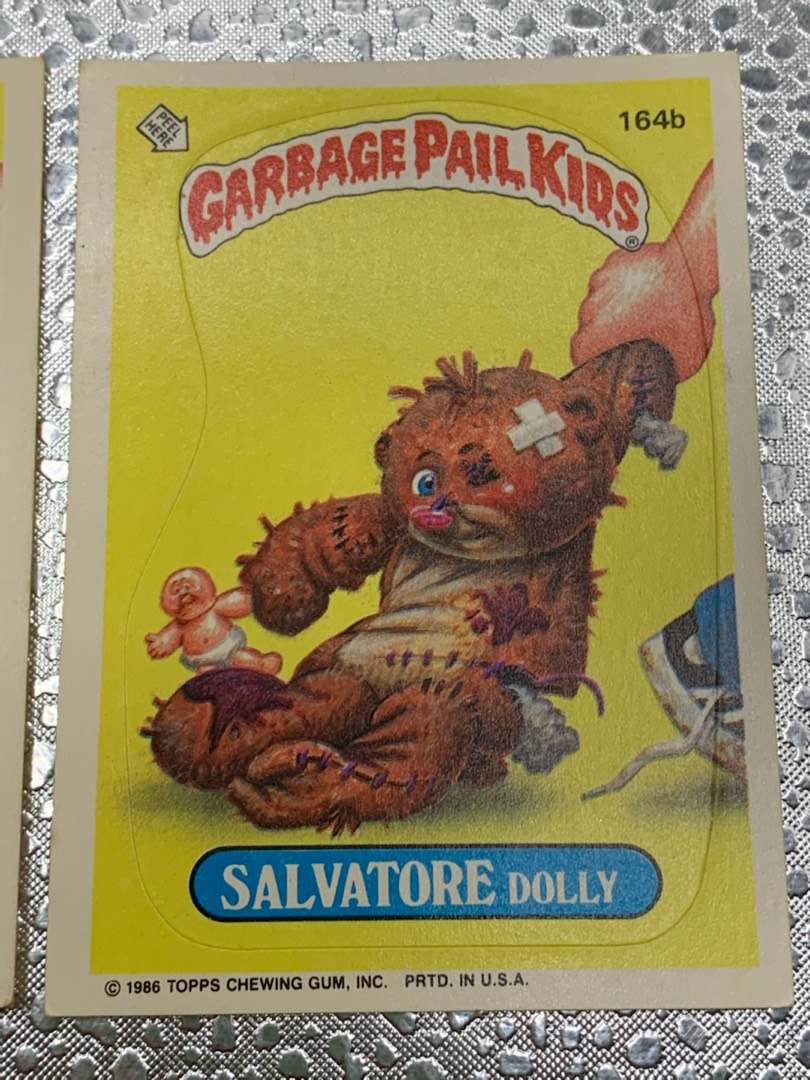 PEEL
HERE
164b
GARBAGE PAIL KIDS®
SALVATORE DOLLY
© 1986 TOPPS CHEWING GUM, INC. PRTD. IN U.S.A.